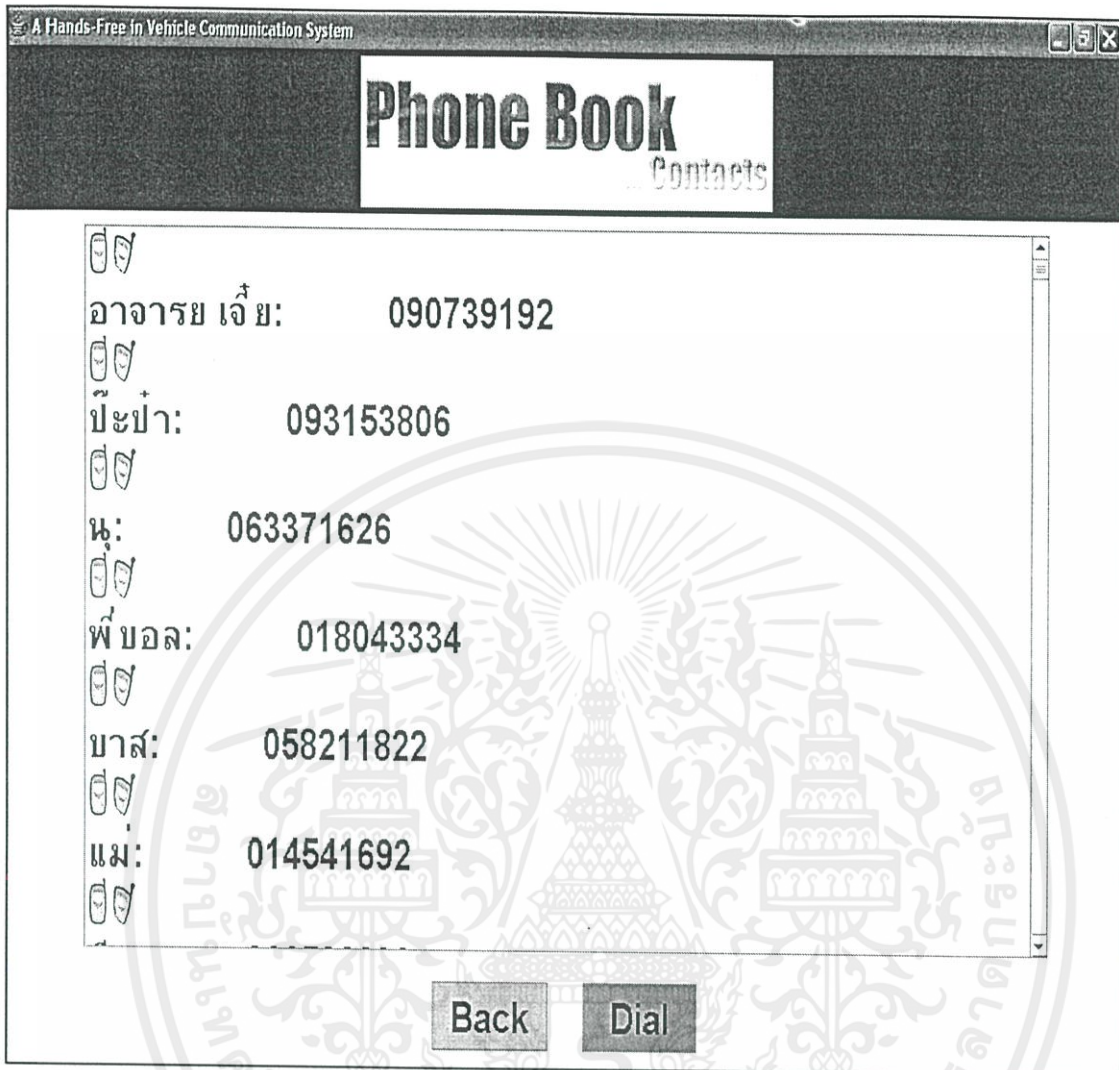 A Hands-Free in Vehicle Communication System
Phone Book
... Contacts
อาจารย เจี๋ย: 090739192
ป๊ะป๋า: 093153806
นุ: 063371626
พี่บอล: 018043334
บาส: 058211822
แม่: 014541692
Back Dial